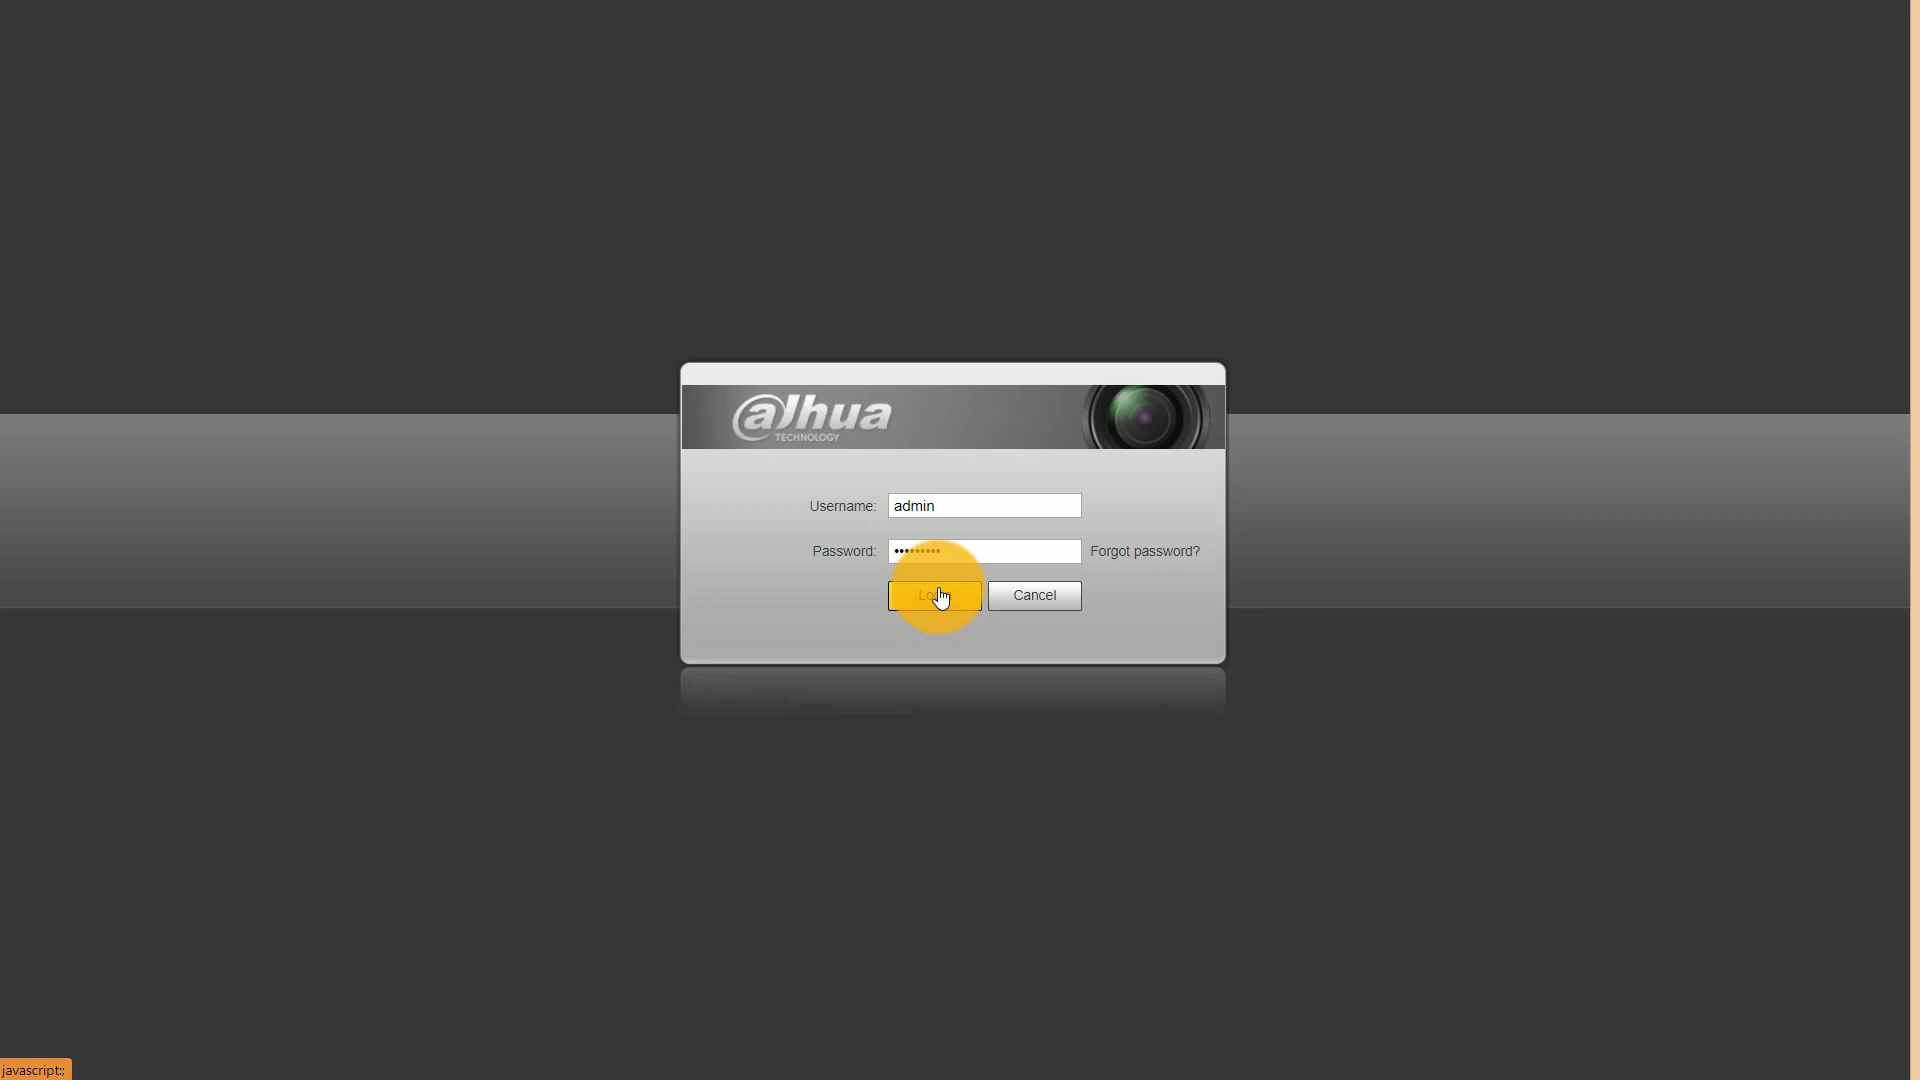 alhua
TECHNOLOGY
Username: admin
Password: •••••••••
Forgot password?
Cancel
javascript:;